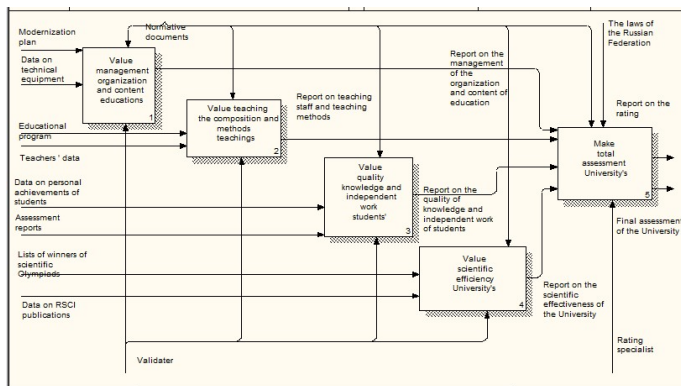 Modernization
plan
Data on
technical
equipment
Normative
documents
The laws of
the Russian
Federation
Value
management
organization
and content
educations
1
Report on the
management
of the
organization
and content of
education
Report on the
rating
Educational
program
Teachers ' data
Value teaching
the composition and
methods
teachings
2
Report on teaching
staff and teaching
methods
Make
total
assessment
University's
5
Data on personal
achievements of
students
Assessment
reports
Value
quality
knowledge and
independent
work
students'
3
Report on the
quality of
knowledge and
independent work
of students
Final assessment
of the University
Lists of winners of
scientific
Olympiads
Data on RSCI
publications
Value
scientific
efficiency
University's
4
Report on the
scientific
effectiveness of
the University
Validater
Rating
specialist